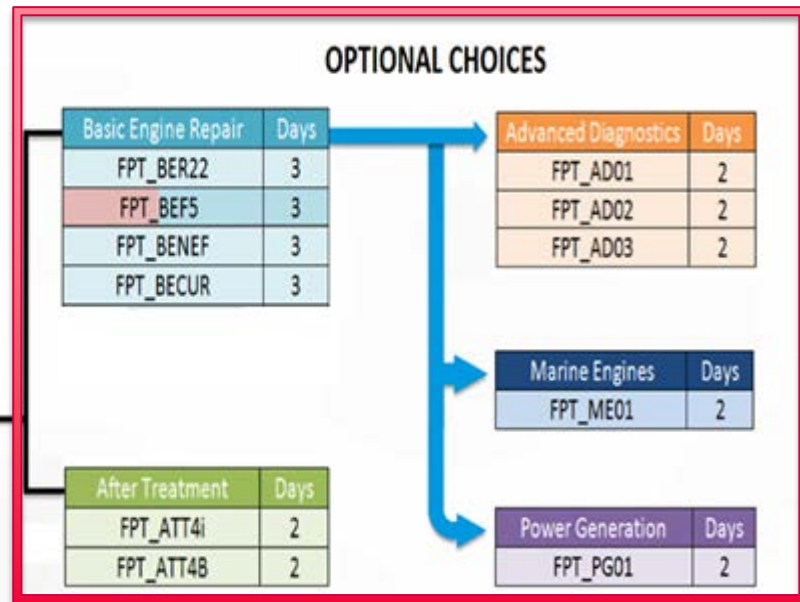 OPTIONAL CHOICES
Basic Engine Repair Days
FPT_BER22 3
FPT_BEF5 3
FPT_BENEF 3
FPT_BECUR 3
Advanced Diagnostics Days
FPT_AD01 2
FPT_AD02 2
FPT_AD03 2
Marine Engines Days
FPT_ME01 2
After Treatment Days
FPT_ATT4i 2
FPT_ATT4B 2
Power Generation Days
FPT_PG01 2